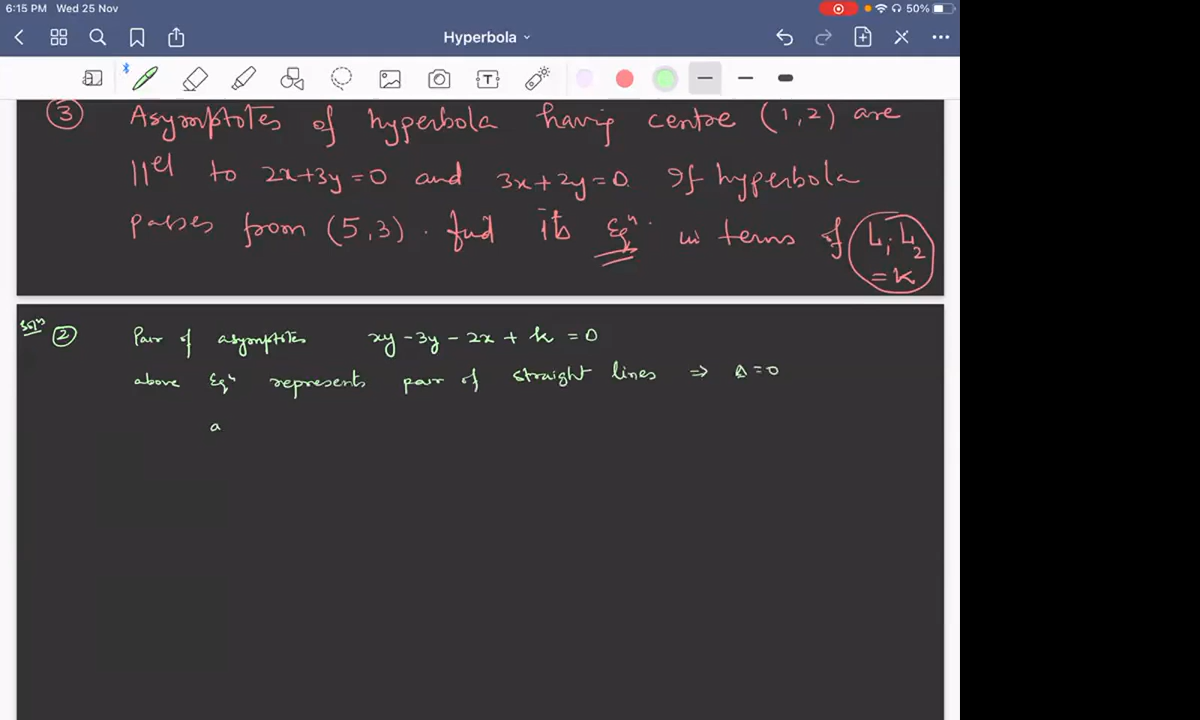 6:15 PM Wed 25 Nov
50%
Hyperbola
③ Asymptotes of hyperbola having centre (1,2) are
||el to 2x+3y=0 and 3x+2y=0. If hyperbola
passes from (5,3). find its Eqn. in terms of L1L2
=k
Soln ② Pair of asymptotes xy-3y-2x+k=0
above Eqn represents pair of straight lines ⇒ Δ=0
a